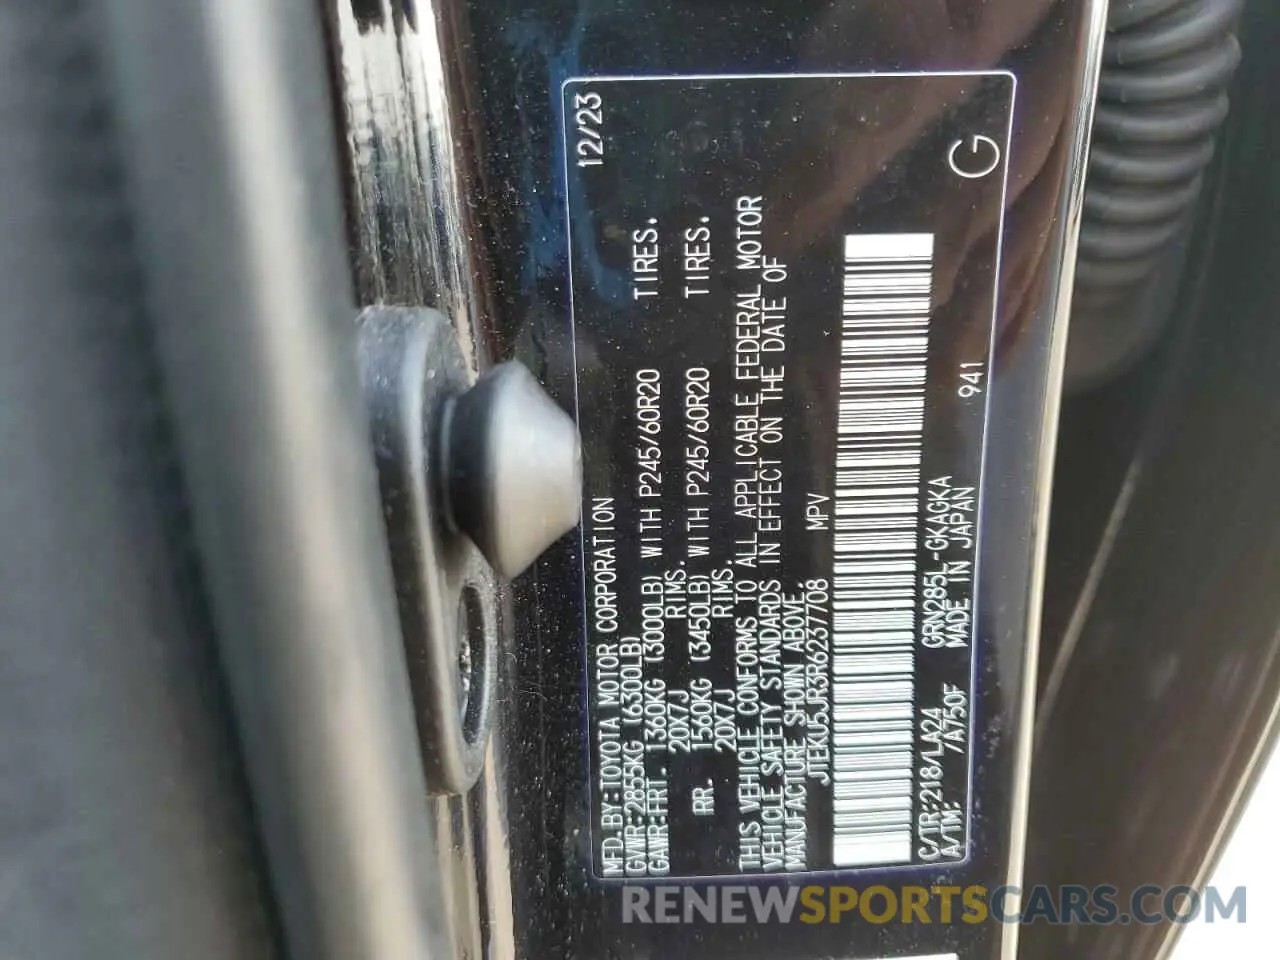 MFD.BY:TOYOTA MOTOR CORPORATION 12/23
GVWR:2855KG (6300LB)
GAWR:FRT. 1360KG (3000LB) WITH P245/60R20 TIRES.
20X7J RIMS.
RR. 1560KG (3450LB) WITH P245/60R20 TIRES.
20X7J RIMS.
THIS VEHICLE CONFORMS TO ALL APPLICABLE FEDERAL MOTOR
VEHICLE SAFETY STANDARDS IN EFFECT ON THE DATE OF
MANUFACTURE SHOWN ABOVE.
JTEKU5JR3R6237708 MPV
C/TR:218/LA24 GRN285L-GKAGKA
A/TM: /A750F MADE IN JAPAN 941 G
RENEWSPORTSCARS.COM